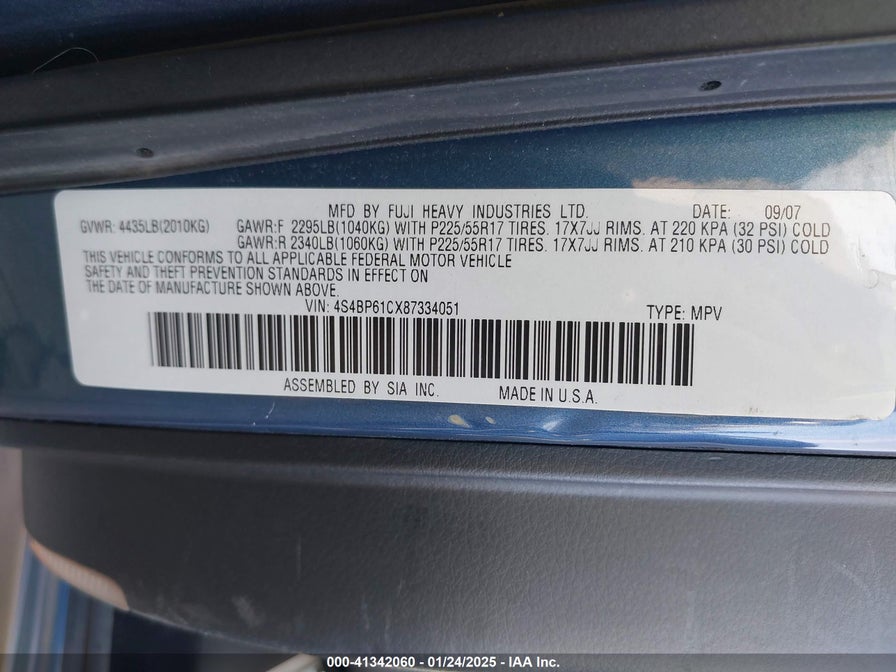 MFD BY FUJI HEAVY INDUSTRIES LTD. DATE: 09/07
GVWR: 4435LB(2010KG) GAWR:F 2295LB(1040KG) WITH P225/55R17 TIRES. 17X7JJ RIMS. AT 220 KPA (32 PSI) COLD
GAWR:R 2340LB(1060KG) WITH P225/55R17 TIRES. 17X7JJ RIMS. AT 210 KPA (30 PSI) COLD
THIS VEHICLE CONFORMS TO ALL APPLICABLE FEDERAL MOTOR VEHICLE
SAFETY AND THEFT PREVENTION STANDARDS IN EFFECT ON
THE DATE OF MANUFACTURE SHOWN ABOVE.
VIN: 4S4BP61CX87334051 TYPE: MPV
ASSEMBLED BY SIA INC. MADE IN U.S.A.
000-41342060 - 01/24/2025 - IAA Inc.